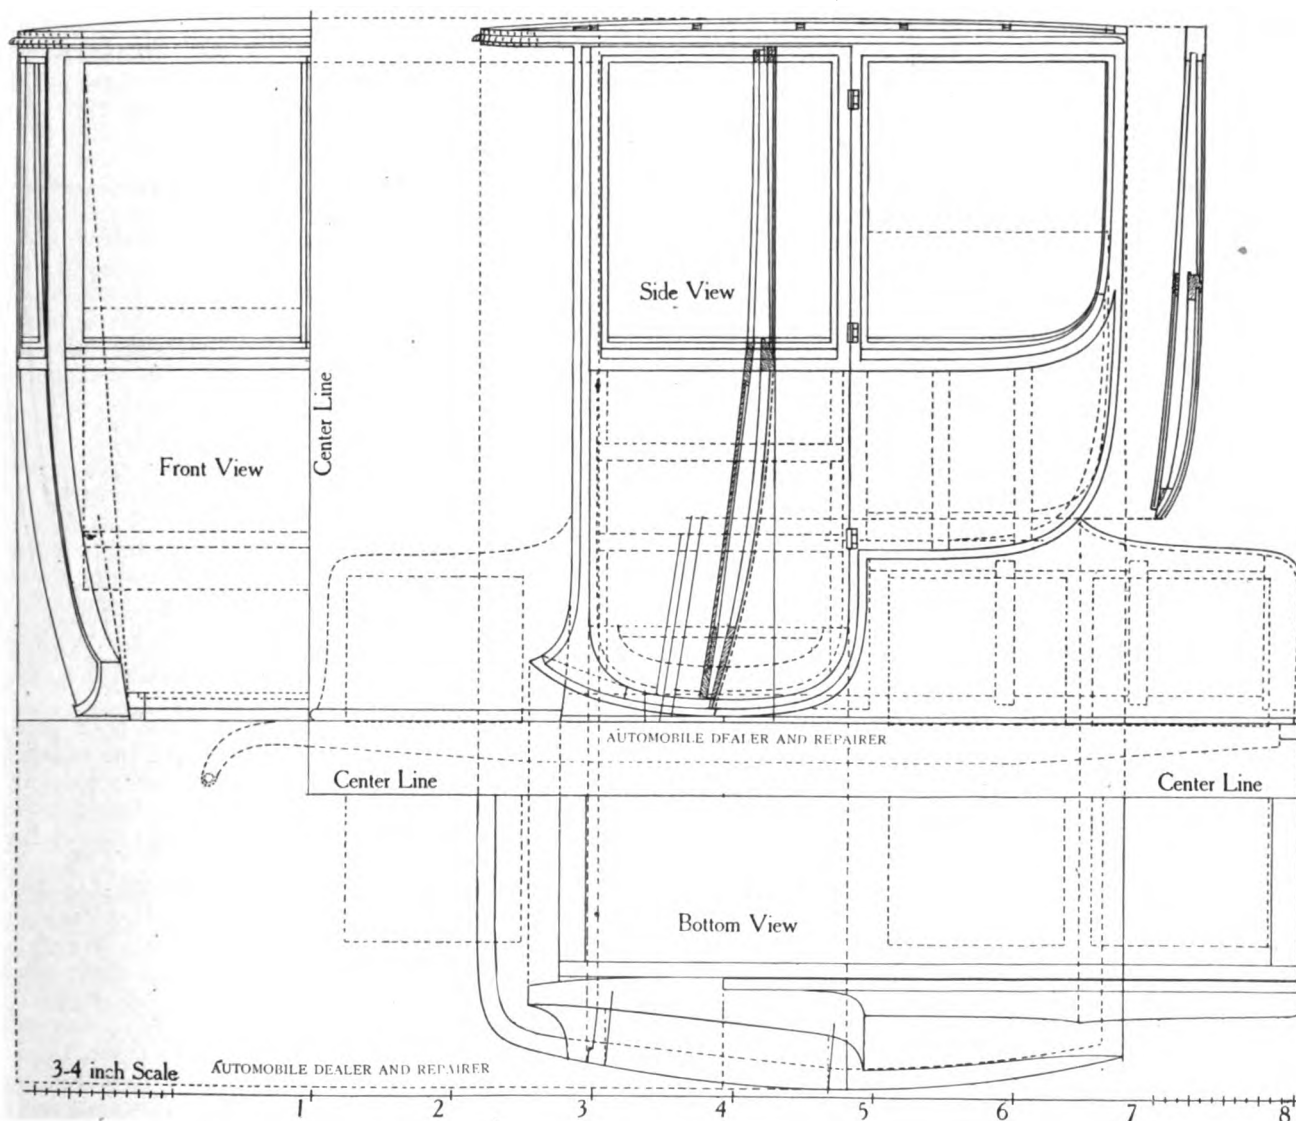 Side View
Front View
Center Line
AUTOMOBILE DEALER AND REPAIRER
Center Line
Center Line
Bottom View
3-4 inch Scale
AUTOMOBILE DEALER AND REPAIRER
1 2 3 4 5 6 7 8